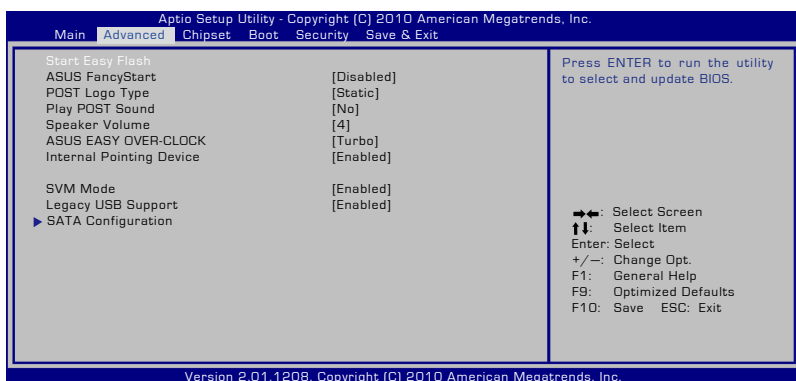 Aptio Setup Utility - Copyright (C) 2010 American Megatrends, Inc.
Main Advanced Chipset Boot Security Save & Exit
Start Easy Flash
ASUS FancyStart [Disabled]
POST Logo Type [Static]
Play POST Sound [No]
Speaker Volume [4]
ASUS EASY OVER-CLOCK [Turbo]
Internal Pointing Device [Enabled]
SVM Mode [Enabled]
Legacy USB Support [Enabled]
SATA Configuration
Press ENTER to run the utility
to select and update BIOS.
→←: Select Screen
↑↓: Select Item
Enter: Select
+/—: Change Opt.
F1: General Help
F9: Optimized Defaults
F10: Save ESC: Exit
Version 2.01.1208. Copyright (C) 2010 American Megatrends, Inc.